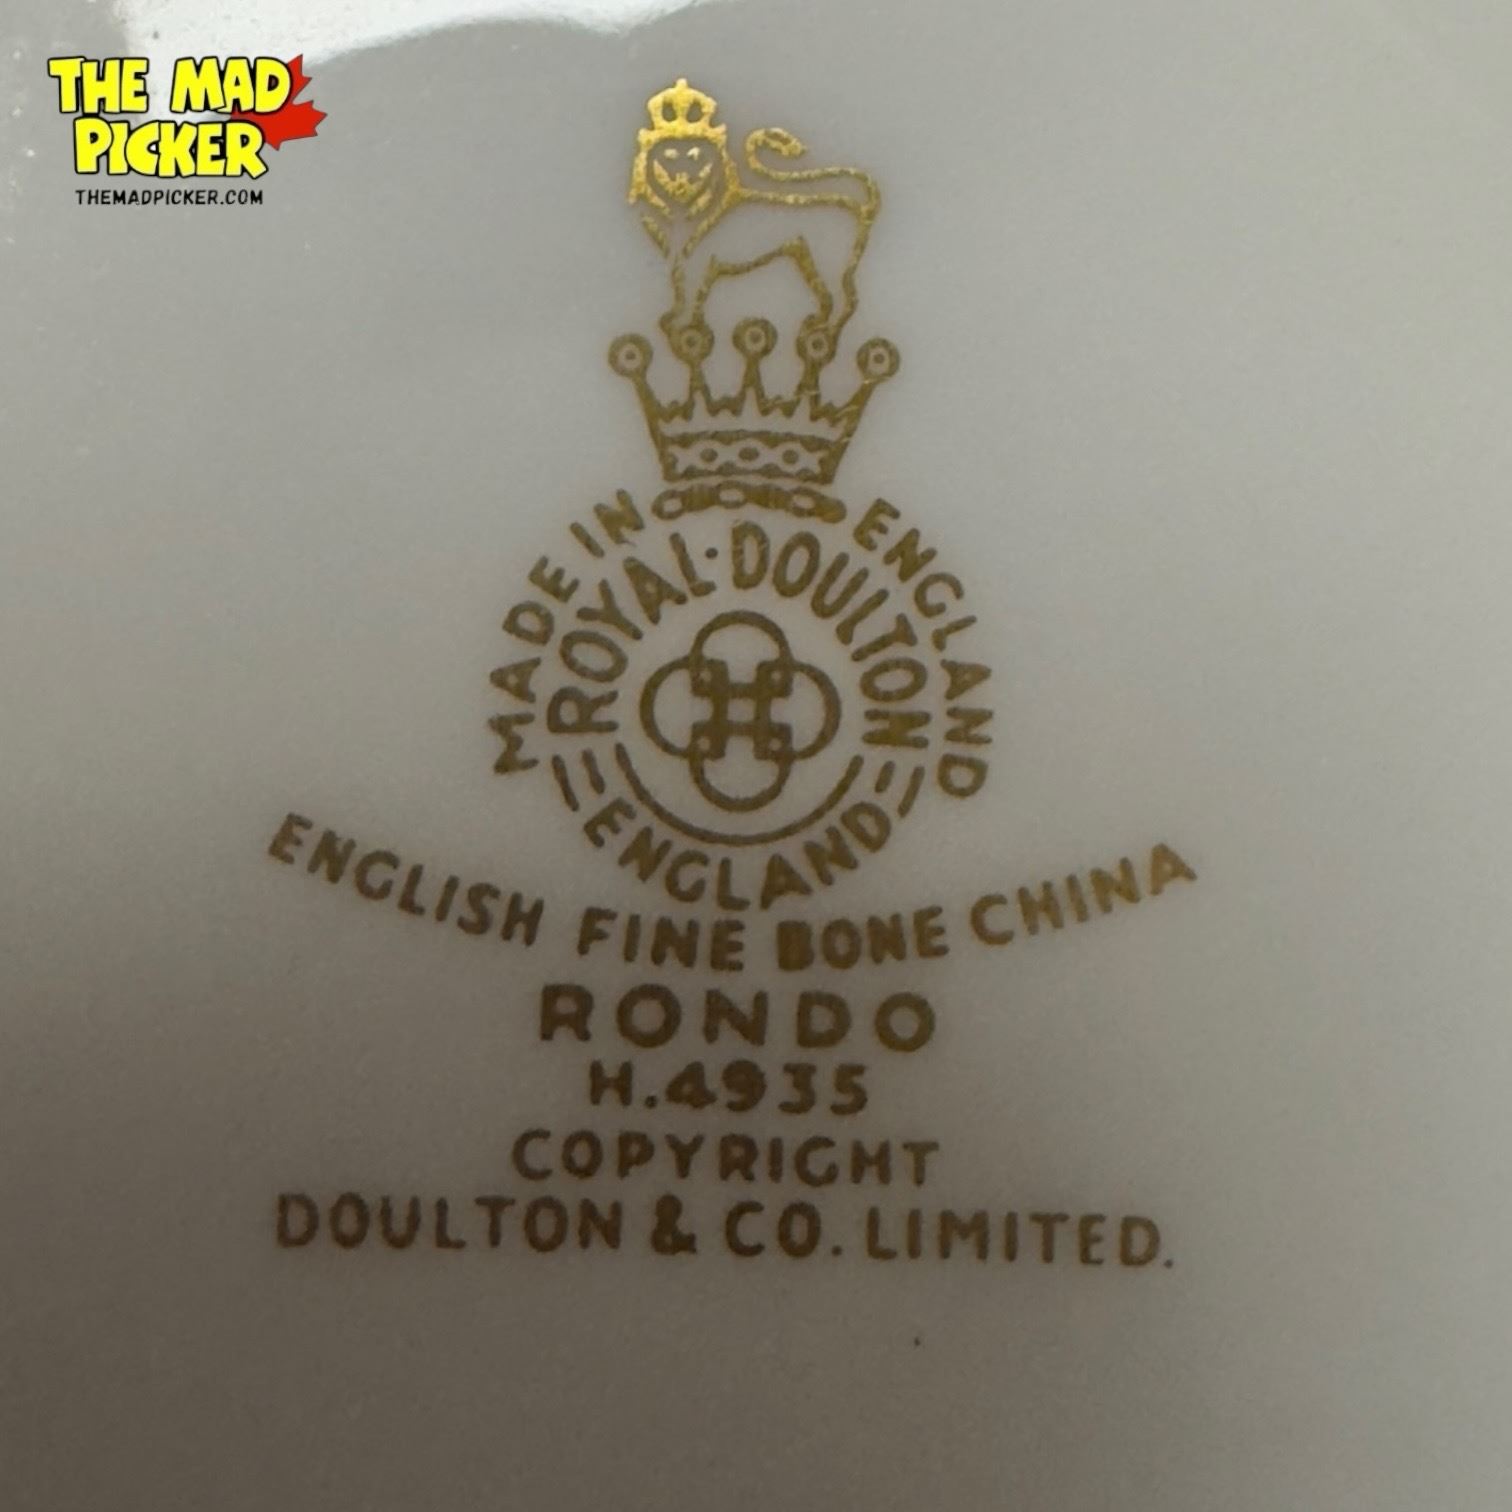 THE MAD
PICKER
THEMADPICKER.COM
MADE IN ENGLAND
ROYAL·DOULTON
ENGLAND
ENGLISH FINE BONE CHINA
RONDO
H.4935
COPYRIGHT
DOULTON & CO. LIMITED.